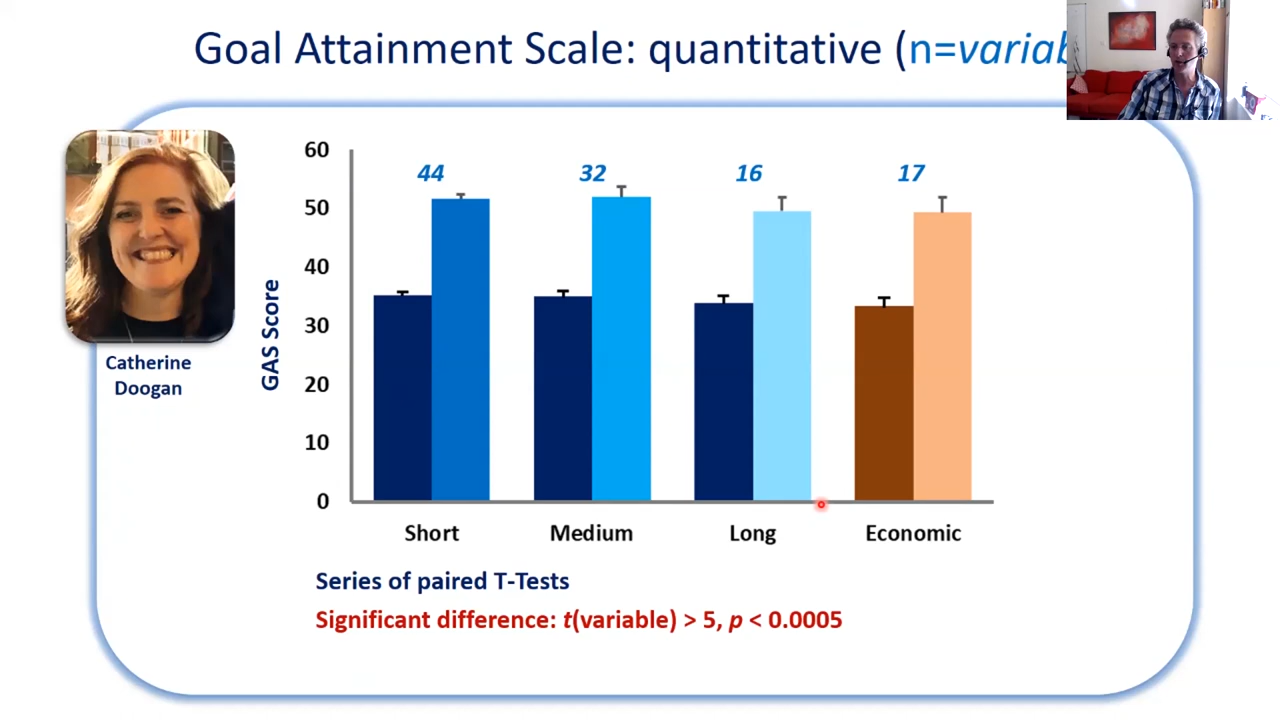 Goal Attainment Scale: quantitative (n=variab
Catherine
Doogan
GAS Score
60
50
40
30
20
10
0
44
32
16
17
Short
Medium
Long
Economic
Series of paired T-Tests
Significant difference: t(variable) > 5, p < 0.0005